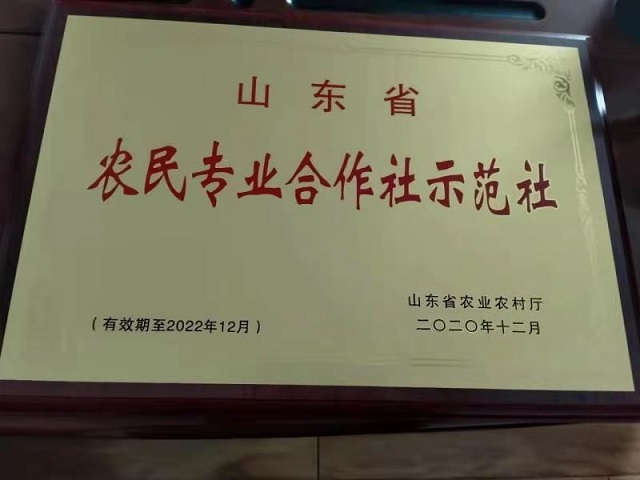 山东省
农民专业合作社示范社
山东省农业农村厅
（有效期至2022年12月）
二〇二〇年十二月